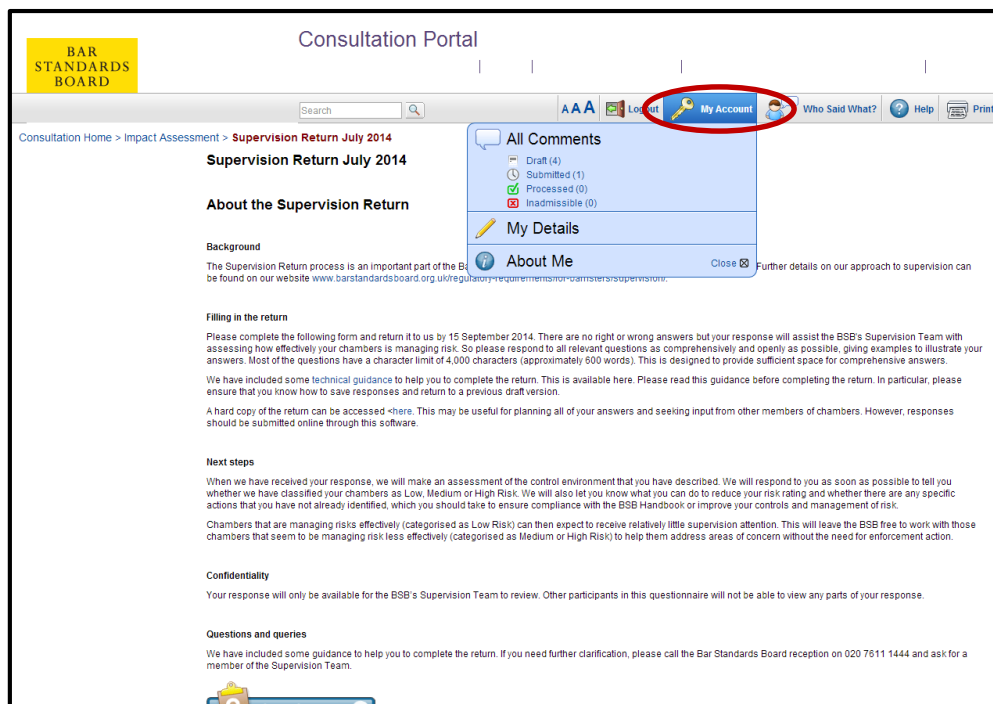 Consultation Portal
BAR
STANDARDS
BOARD
Search
AAA
Logout
My Account
Who Said What?
Help
Print
Consultation Home > Impact Assessment > Supervision Return July 2014
All Comments
Draft (4)
Submitted (1)
Processed (0)
Inadmissible (0)
My Details
About Me
Close
Supervision Return July 2014
About the Supervision Return
Background
The Supervision Return process is an important part of the Ba
Further details on our approach to supervision can
be found on our website www.barstandardsboard.org.uk/regulatory-requirements/for-barristers/supervision/.
Filling in the return
Please complete the following form and return it to us by 15 September 2014. There are no right or wrong answers but your response will assist the BSB's Supervision Team with
assessing how effectively your chambers is managing risk. So please respond to all relevant questions as comprehensively and openly as possible, giving examples to illustrate your
answers. Most of the questions have a character limit of 4,000 characters (approximately 600 words). This is designed to provide sufficient space for comprehensive answers.
We have included some technical guidance to help you to complete the return. This is available here. Please read this guidance before completing the return. In particular, please
ensure that you know how to save responses and return to a previous draft version.
A hard copy of the return can be accessed <here. This may be useful for planning all of your answers and seeking input from other members of chambers. However, responses
should be submitted online through this software.
Next steps
When we have received your response, we will make an assessment of the control environment that you have described. We will respond to you as soon as possible to tell you
whether we have classified your chambers as Low, Medium or High Risk. We will also let you know what you can do to reduce your risk rating and whether there are any specific
actions that you have not already identified, which you should take to ensure compliance with the BSB Handbook or improve your controls and management of risk.
Chambers that are managing risks effectively (categorised as Low Risk) can then expect to receive relatively little supervision attention. This will leave the BSB free to work with those
chambers that seem to be managing risk less effectively (categorised as Medium or High Risk) to help them address areas of concern without the need for enforcement action.
Confidentiality
Your response will only be available for the BSB's Supervision Team to review. Other participants in this questionnaire will not be able to view any parts of your response.
Questions and queries
We have included some guidance to help you to complete the return. If you need further clarification, please call the Bar Standards Board reception on 020 7611 1444 and ask for a
member of the Supervision Team.